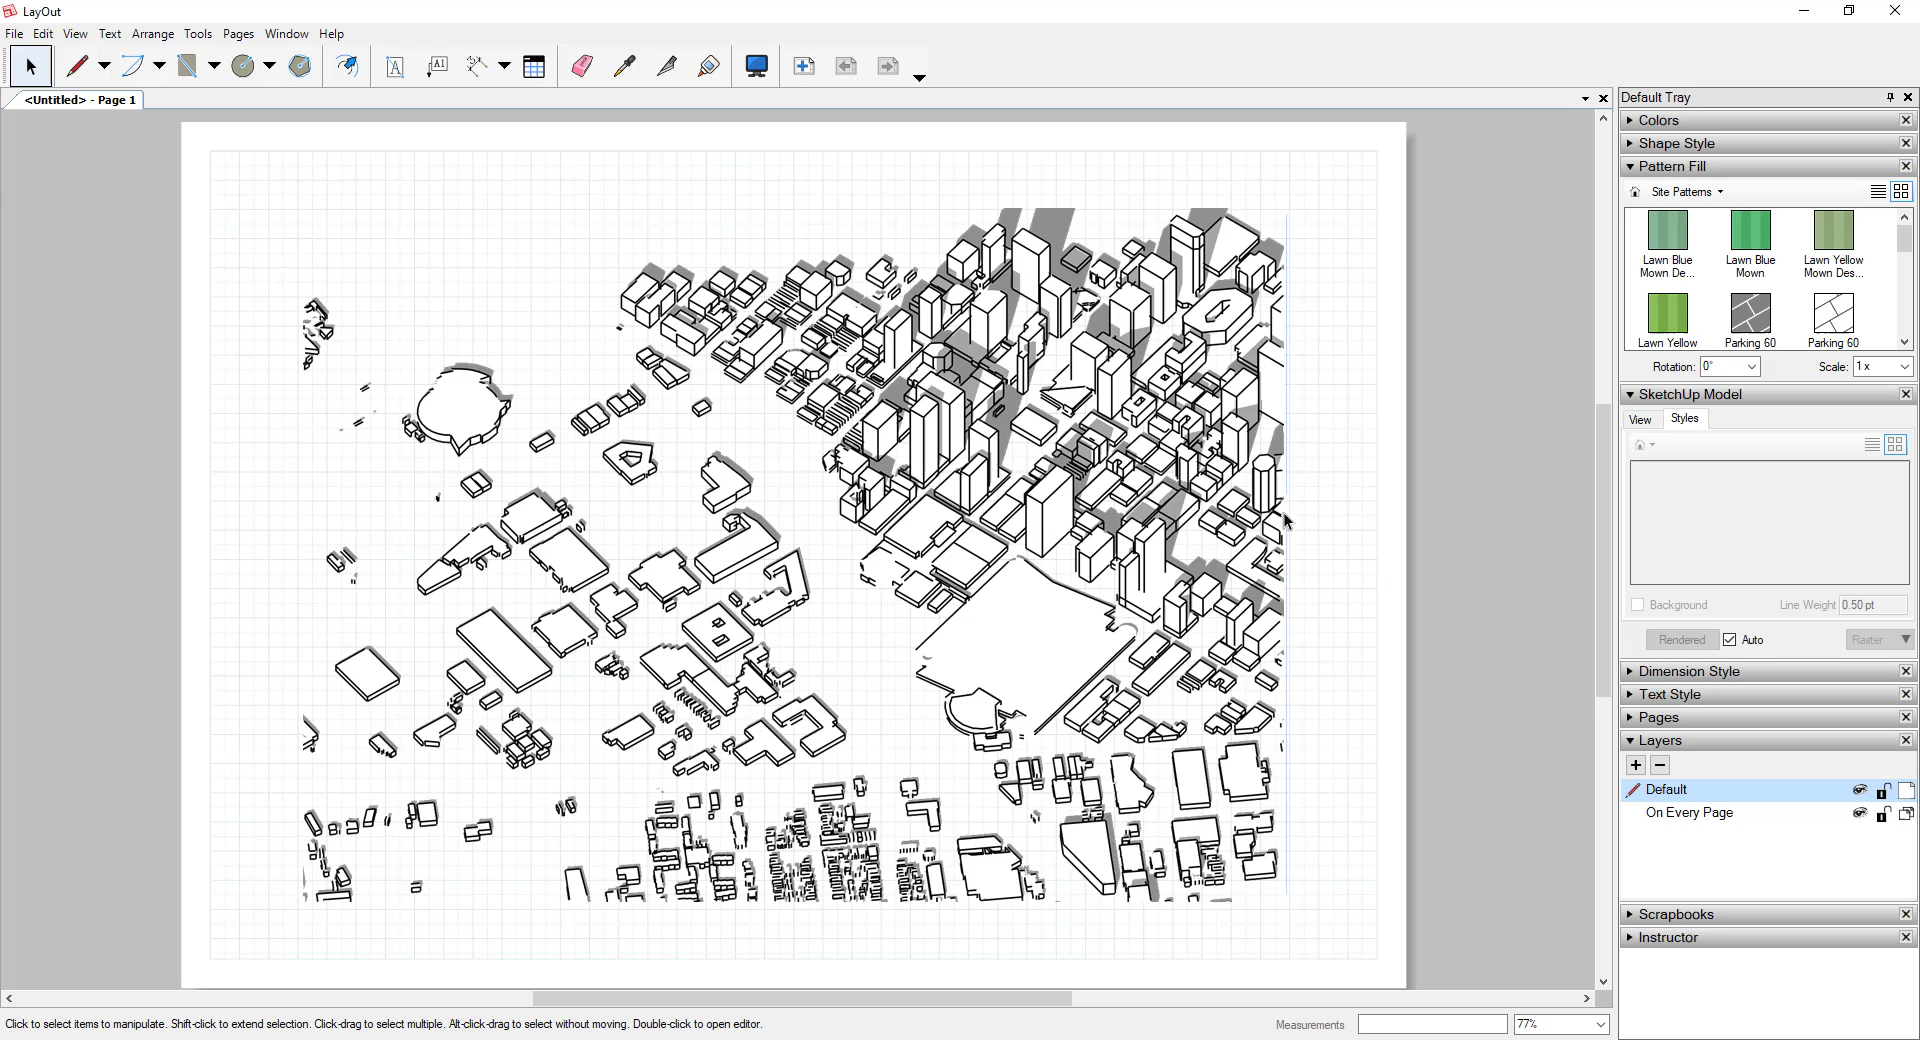 LayOut
File Edit View Text Arrange Tools Pages Window Help
A A1
<Untitled> - Page 1
Default Tray
Colors
Shape Style
Pattern Fill
Site Patterns
Lawn Blue Mown De...
Lawn Blue Mown
Lawn Yellow Mown Des...
Lawn Yellow
Parking 60
Parking 60
Rotation: 0° Scale: 1 x
SketchUp Model
View Styles
Background Line Weight 0.50 pt
Rendered Auto Raster
Dimension Style
Text Style
Pages
Layers
Default
On Every Page
Scrapbooks
Instructor
Click to select items to manipulate. Shift-click to extend selection. Click-drag to select multiple. Alt-click-drag to select without moving. Double-click to open editor.
Measurements 77%